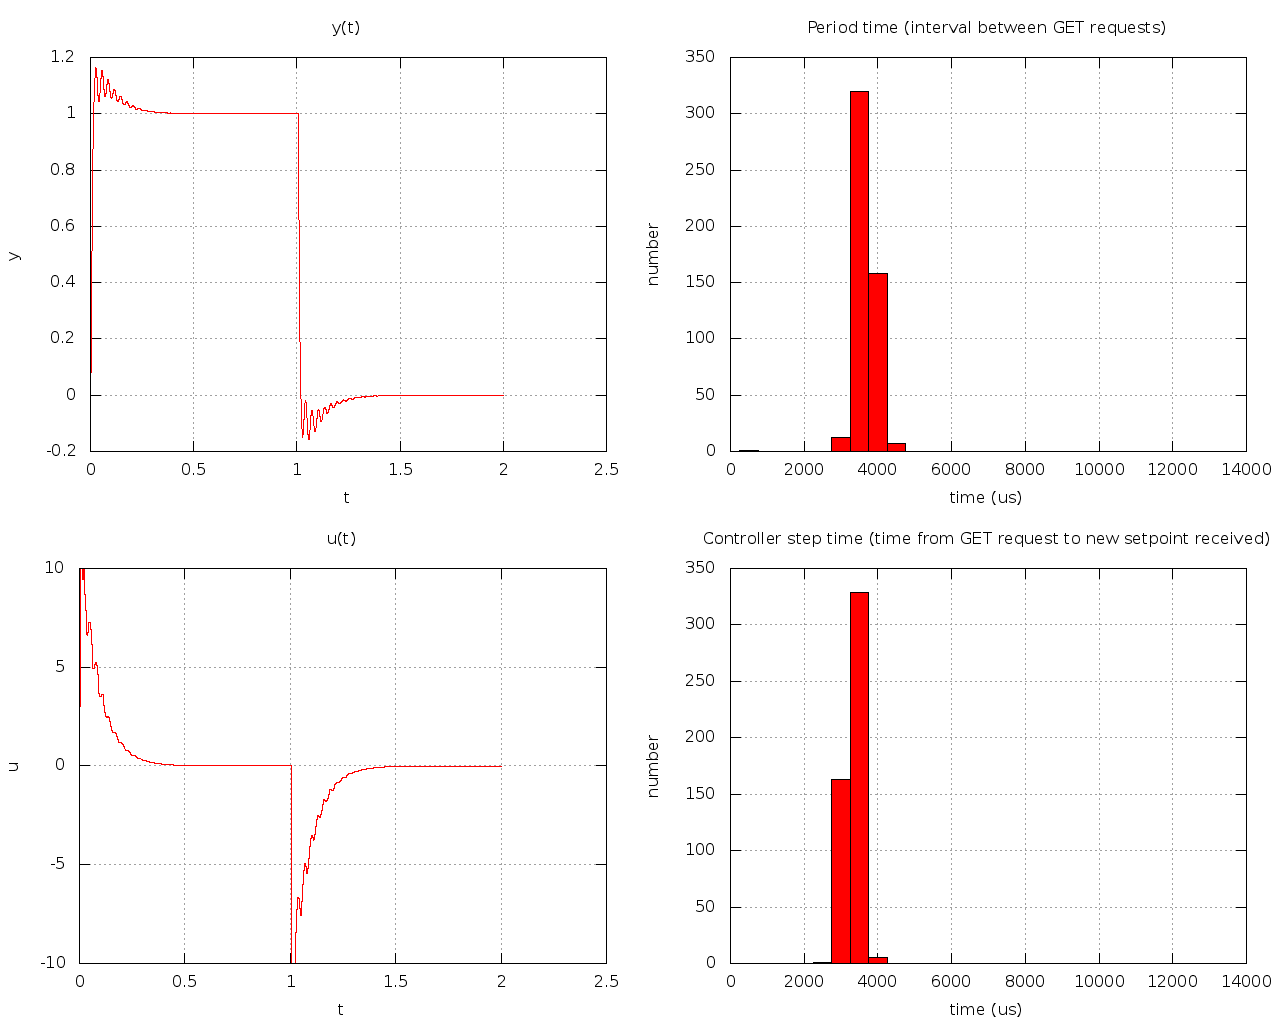 y(t)
1.2
1
0.8
0.6
0.4
0.2
0
-0.2
y
0 0.5 1 1.5 2 2.5
t
Period time (interval between GET requests)
350
300
250
200
150
100
50
0
number
0 2000 4000 6000 8000 10000 12000 14000
time (us)
u(t)
10
5
0
-5
-10
u
0 0.5 1 1.5 2 2.5
t
Controller step time (time from GET request to new setpoint received)
350
300
250
200
150
100
50
0
number
0 2000 4000 6000 8000 10000 12000 14000
time (us)